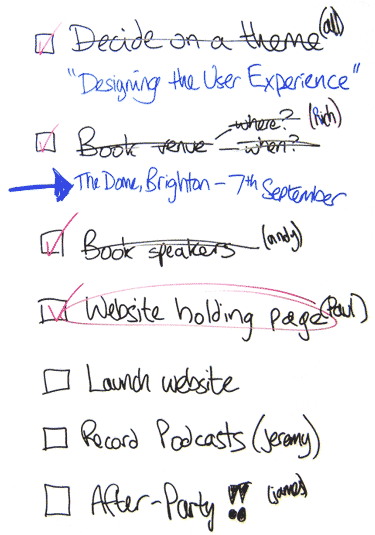 Decide on a theme (all)
"Designing the User Experience"
Book venue where? (Rich)
when?
The Dome, Brighton - 7th September
Book speakers (andy)
Website holding page (Paul)
Launch website
Record Podcasts (Jeremy)
After-Party !! (james)